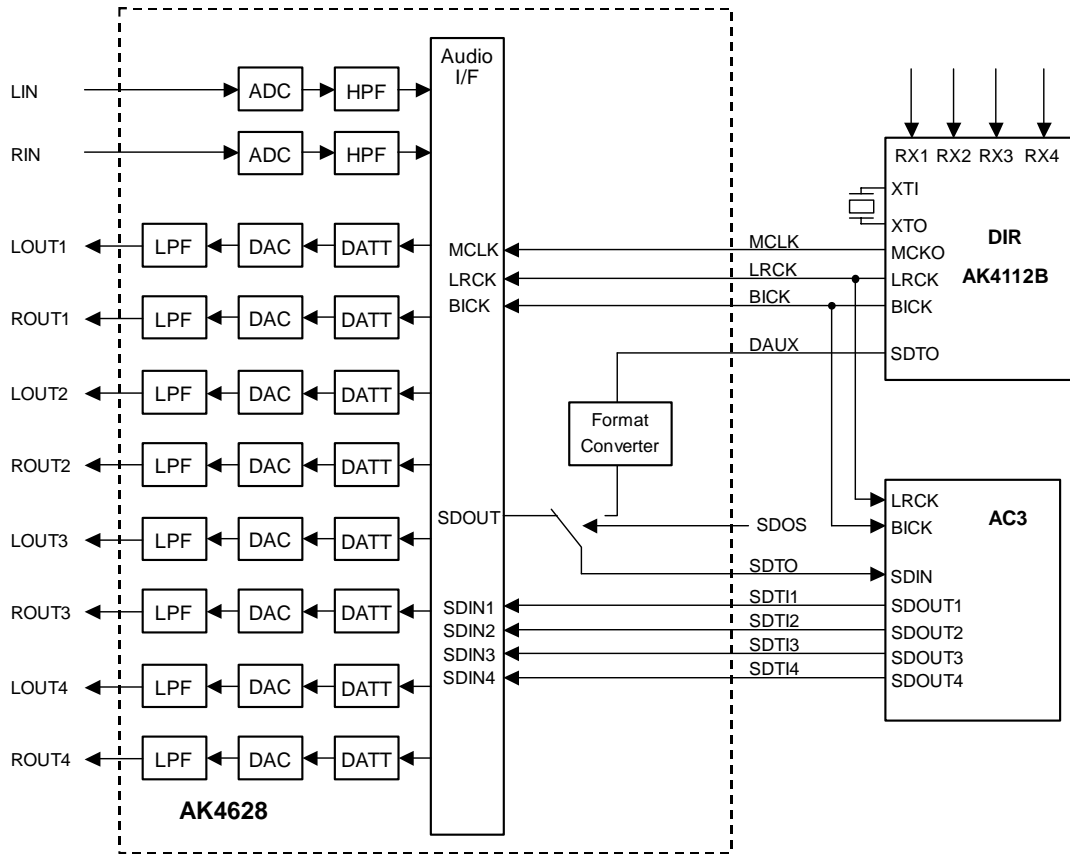 Audio
I/F
LIN
ADC
HPF
RIN
ADC
HPF
RX1 RX2 RX3 RX4
XTI
XTO
DIR
AK4112B
MCKO
LRCK
BICK
SDTO
MCLK
LRCK
BICK
DAUX
MCLK
LRCK
BICK
LOUT1
LPF
DAC
DATT
ROUT1
LPF
DAC
DATT
LOUT2
LPF
DAC
DATT
ROUT2
LPF
DAC
DATT
LOUT3
LPF
DAC
DATT
ROUT3
LPF
DAC
DATT
LOUT4
LPF
DAC
DATT
ROUT4
LPF
DAC
DATT
Format
Converter
SDOUT
SDOS
SDTO
SDIN1
SDIN2
SDIN3
SDIN4
SDTI1
SDTI2
SDTI3
SDTI4
LRCK
BICK
AC3
SDIN
SDOUT1
SDOUT2
SDOUT3
SDOUT4
AK4628